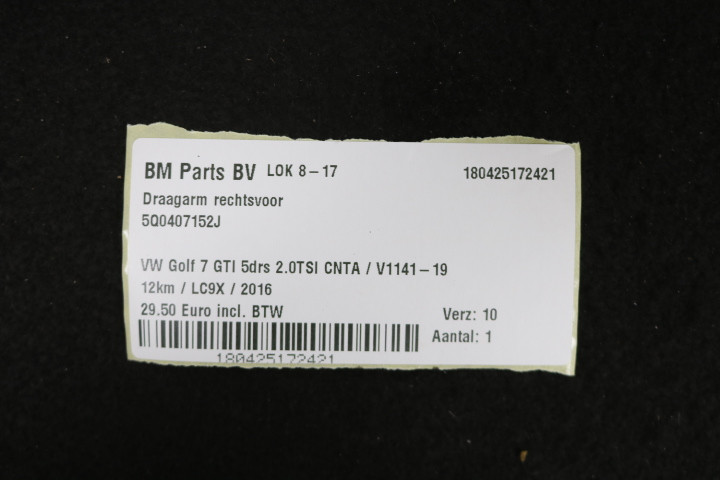 BM Parts BV LOK 8-17 180425172421
Draagarm rechtsvoor
5Q0407152J
VW Golf 7 GTI 5drs 2.0TSI CNTA / V1141-19
12km / LC9X / 2016
29.50 Euro incl. BTW Verz: 10
Aantal: 1
180425172421